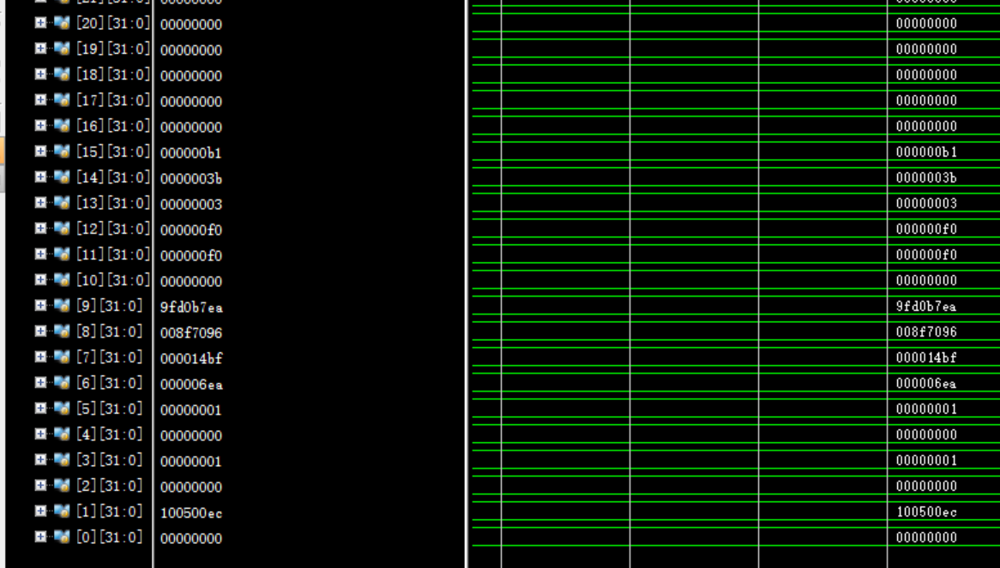 [20][31:0] 00000000 00000000
[19][31:0] 00000000 00000000
[18][31:0] 00000000 00000000
[17][31:0] 00000000 00000000
[16][31:0] 00000000 00000000
[15][31:0] 000000b1 000000b1
[14][31:0] 0000003b 0000003b
[13][31:0] 00000003 00000003
[12][31:0] 000000f0 000000f0
[11][31:0] 000000f0 000000f0
[10][31:0] 00000000 00000000
[9][31:0] 9fd0b7ea 9fd0b7ea
[8][31:0] 008f7096 008f7096
[7][31:0] 000014bf 000014bf
[6][31:0] 000006ea 000006ea
[5][31:0] 00000001 00000001
[4][31:0] 00000000 00000000
[3][31:0] 00000001 00000001
[2][31:0] 00000000 00000000
[1][31:0] 100500ec 100500ec
[0][31:0] 00000000 00000000